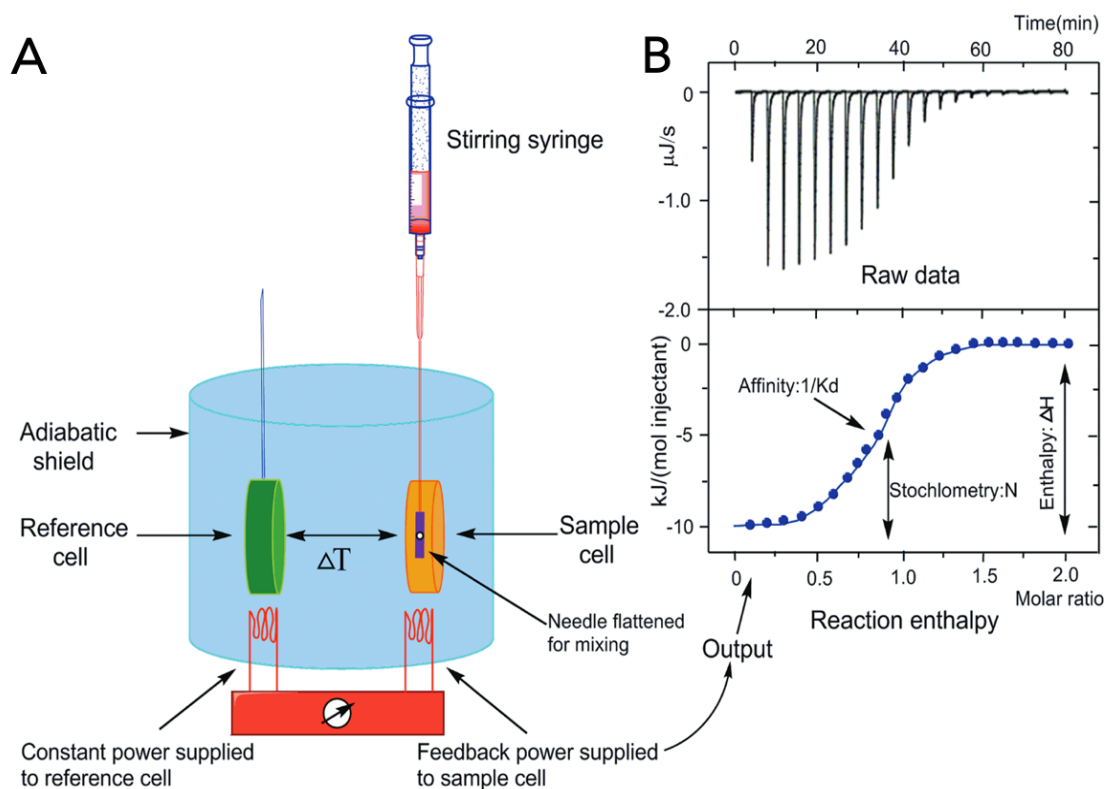 A
Stirring syringe
Adiabatic
shield
Reference
cell
ΔT
Sample
cell
Needle flattened
for mixing
Constant power supplied
to reference cell
Feedback power supplied
to sample cell
B
Time(min)
0 20 40 60 80
0
-1.0
-2.0
μJ/s
Raw data
0
-5
-10
kJ/(mol injectant)
Affinity:1/Kd
Stochlometry:N
Enthalpy: ΔH
0 0.5 1.0 1.5 2.0
Molar ratio
Reaction enthalpy
Output